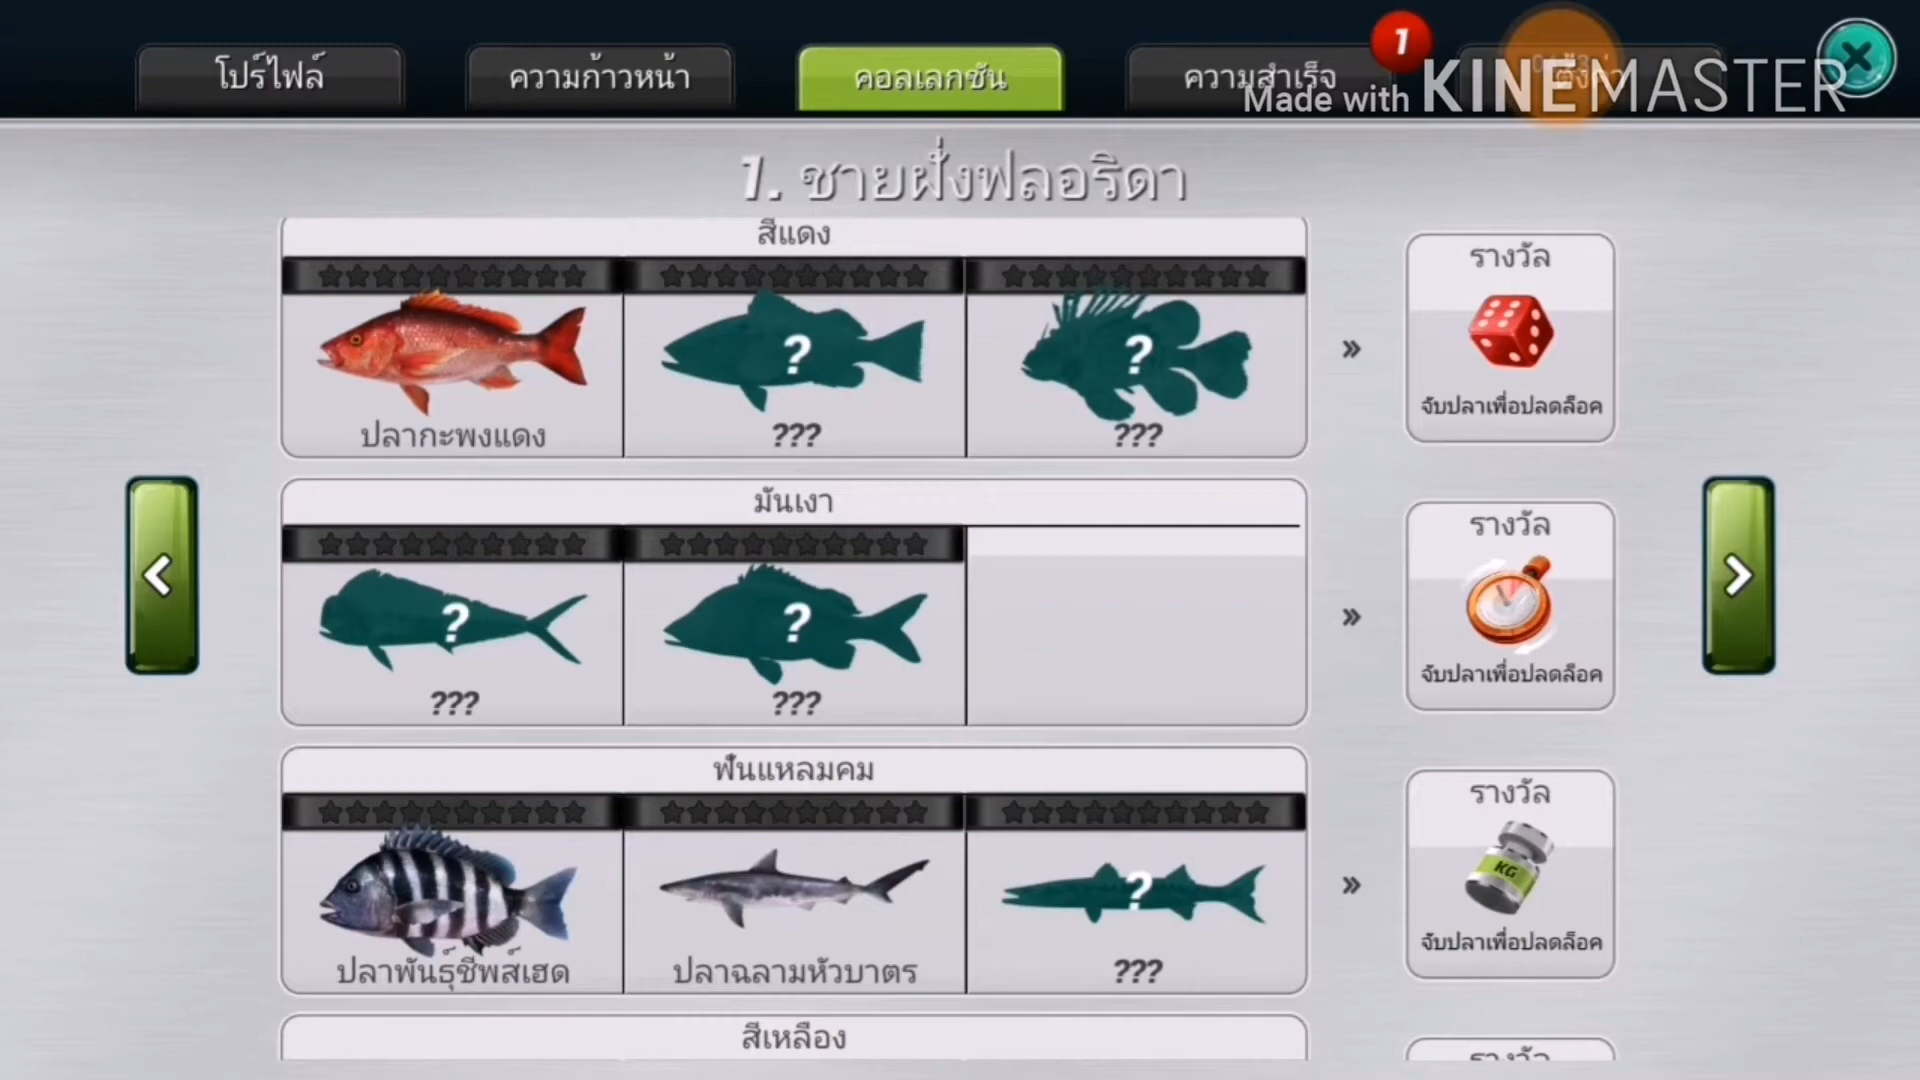 โปร์ไฟล์
ความก้าวหน้า
คอลเลกชัน
ความสำเร็จ
1
Made with KINEMASTER
1. ชายฝั่งฟลอริดา
สีแดง
ปลากะพงแดง
?
???
?
???
»
รางวัล
จับปลาเพื่อปลดล็อค
มันเงา
?
???
?
???
»
รางวัล
จับปลาเพื่อปลดล็อค
ฟันแหลมคม
ปลาพันธุ์ชีพส์เฮด
ปลาฉลามหัวบาตร
?
???
»
รางวัล
KG
จับปลาเพื่อปลดล็อค
สีเหลือง
รางวัล